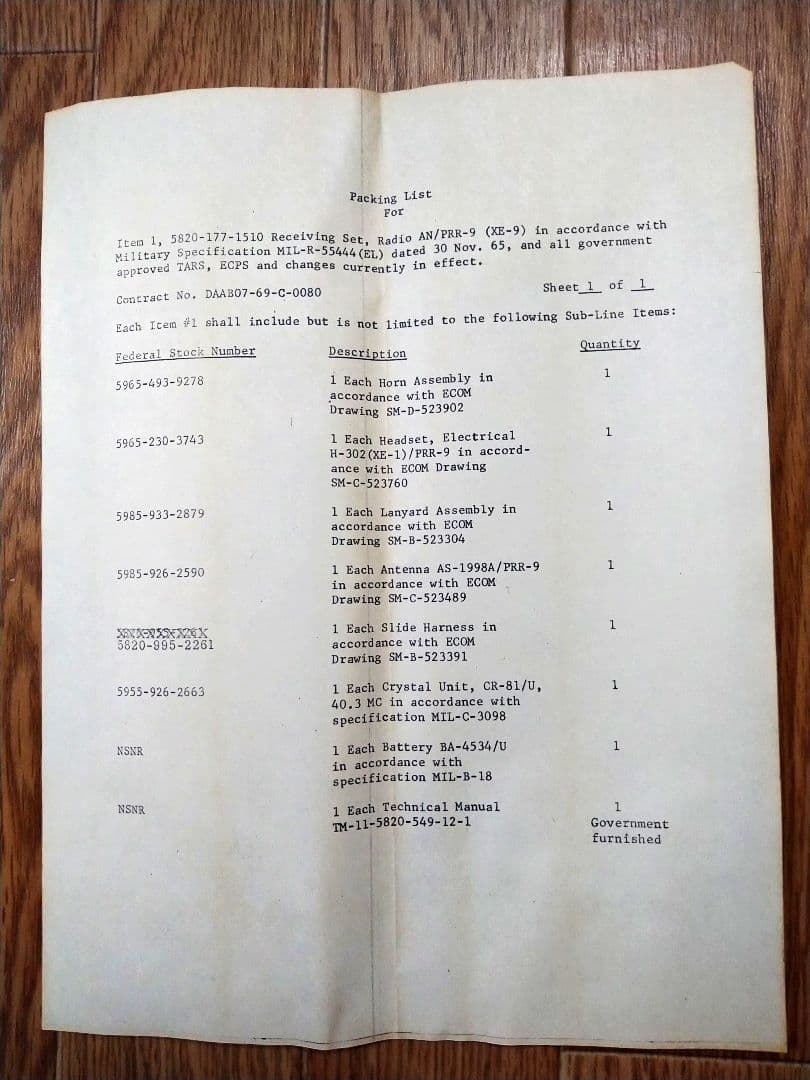 Packing List
For
Item 1, 5820-177-1510 Receiving Set, Radio AN/PRR-9 (XE-9) in accordance with
Military Specification MIL-R-55444(EL) dated 30 Nov. 65, and all government
approved TARS, ECPS and changes currently in effect.
Contract No. DAAB07-69-C-0080 Sheet 1 of 1
Each Item #1 shall include but is not limited to the following Sub-Line Items:
Federal Stock Number Description Quantity
5965-493-9278 1 Each Horn Assembly in 1
accordance with ECOM
Drawing SM-D-523902
5965-230-3743 1 Each Headset, Electrical 1
H-302(XE-1)/PRR-9 in accord-
ance with ECOM Drawing
SM-C-523760
5985-933-2879 1 Each Lanyard Assembly in 1
accordance with ECOM
Drawing SM-B-523304
5985-926-2590 1 Each Antenna AS-1998A/PRR-9 1
in accordance with ECOM
Drawing SM-C-523489
1 Each Slide Harness in 1
5820-995-2261 accordance with ECOM
Drawing SM-B-523391
5955-926-2663 1 Each Crystal Unit, CR-81/U, 1
40.3 MC in accordance with
specification MIL-C-3098
NSNR 1 Each Battery BA-4534/U 1
in accordance with
specification MIL-B-18
NSNR 1 Each Technical Manual 1
TM-11-5820-549-12-1 Government
furnished